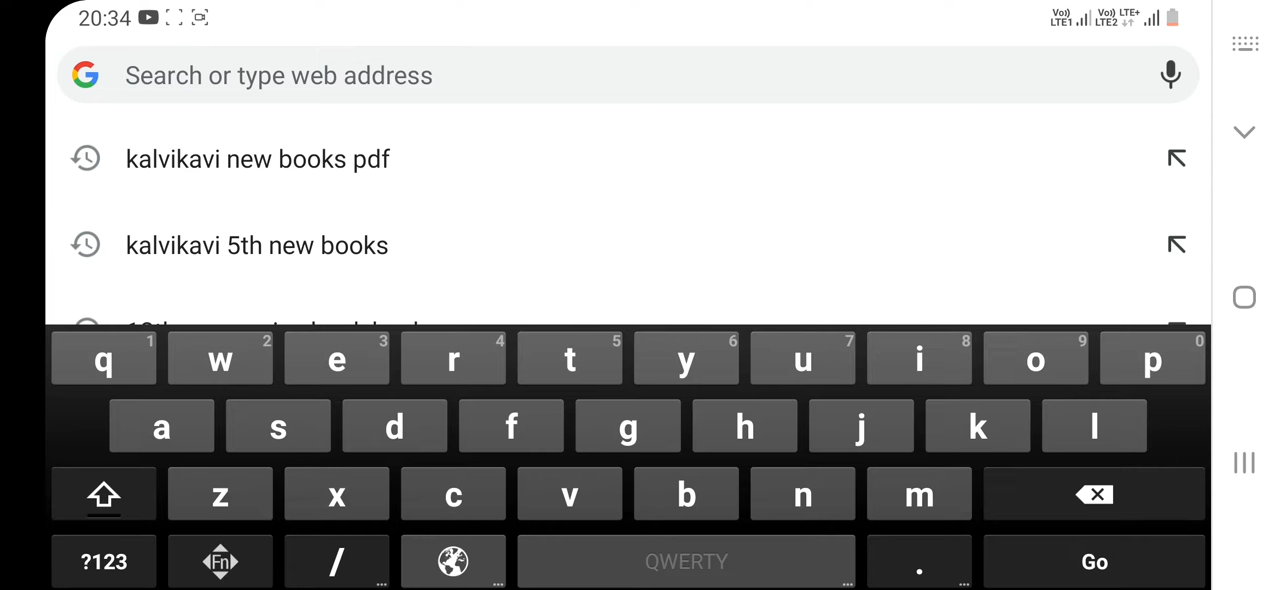 20:34 Vo)) LTE1 Vo)) LTE+ LTE2
Search or type web address
kalvikavi new books pdf
kalvikavi 5th new books
q 1 w 2 e 3 r 4 t 5 y 6 u 7 i 8 o 9 p 0
a s d f g h j k l
z x c v b n m
?123 Fn / QWERTY . Go